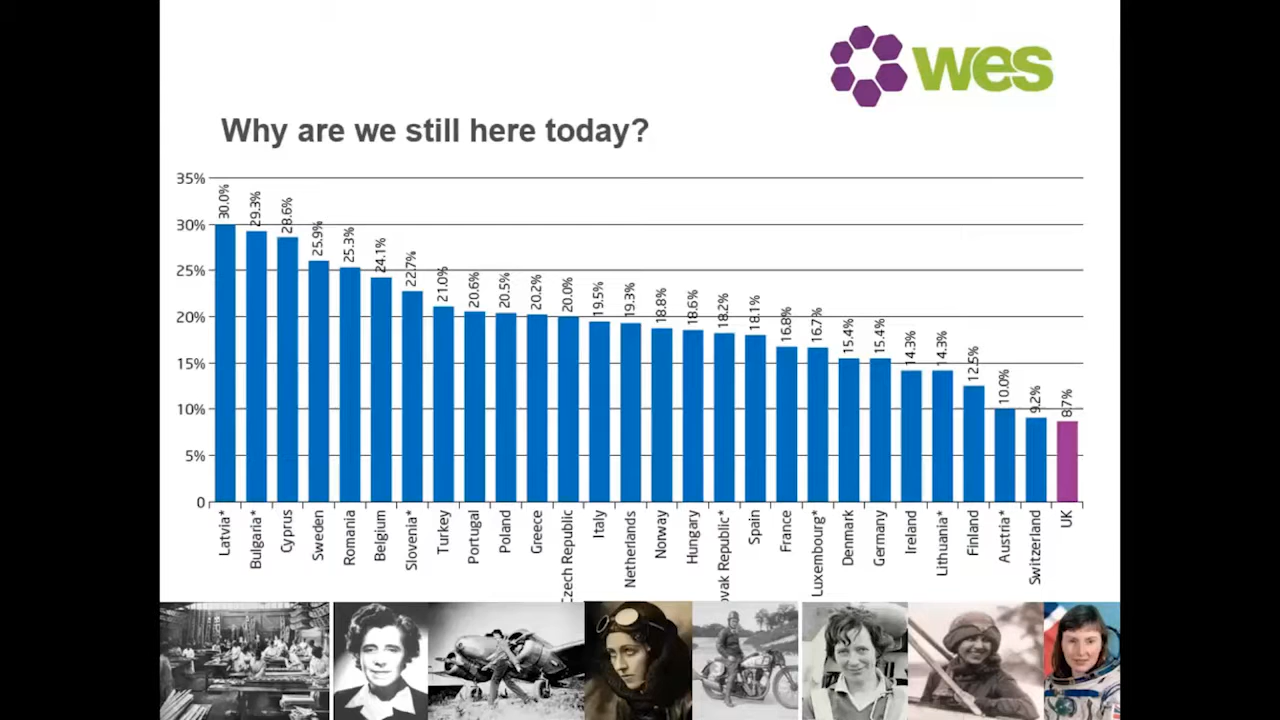 wes
Why are we still here today?
35%
30%
25%
20%
15%
10%
5%
0
30.0%
29.3%
28.6%
25.9%
25.3%
24.1%
22.7%
21.0%
20.6%
20.5%
20.2%
20.0%
19.5%
19.3%
18.8%
18.6%
18.2%
18.1%
16.8%
16.7%
15.4%
15.4%
14.3%
14.3%
12.5%
10.0%
9.2%
8.7%
Latvia*
Bulgaria*
Cyprus
Sweden
Romania
Belgium
Slovenia*
Turkey
Portugal
Poland
Greece
Czech Republic
Italy
Netherlands
Norway
Hungary
ovak Republic*
Spain
France
Luxembourg*
Denmark
Germany
Ireland
Lithuania*
Finland
Austria*
Switzerland
UK